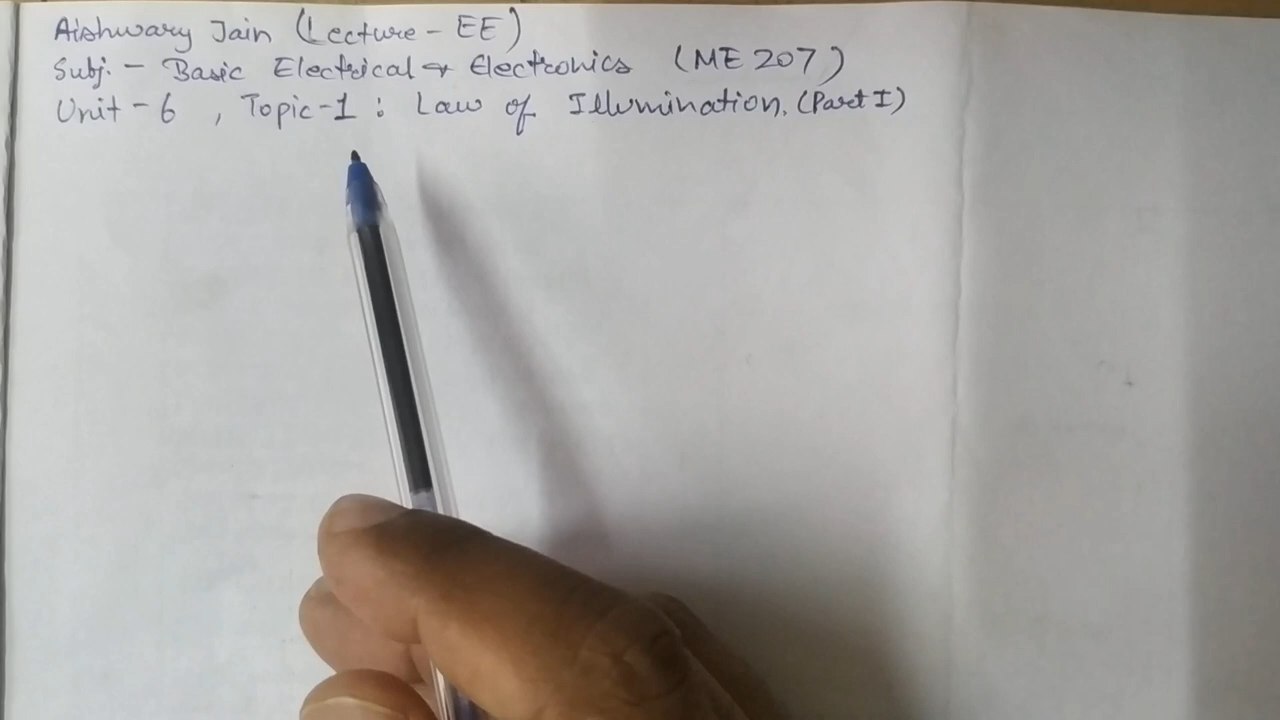 Aishwary Jain (Lecture - EE)
Subj. - Basic Electrical & Electronics (ME 207)
Unit - 6 , Topic-1 : Law of Illumination. (Part I)